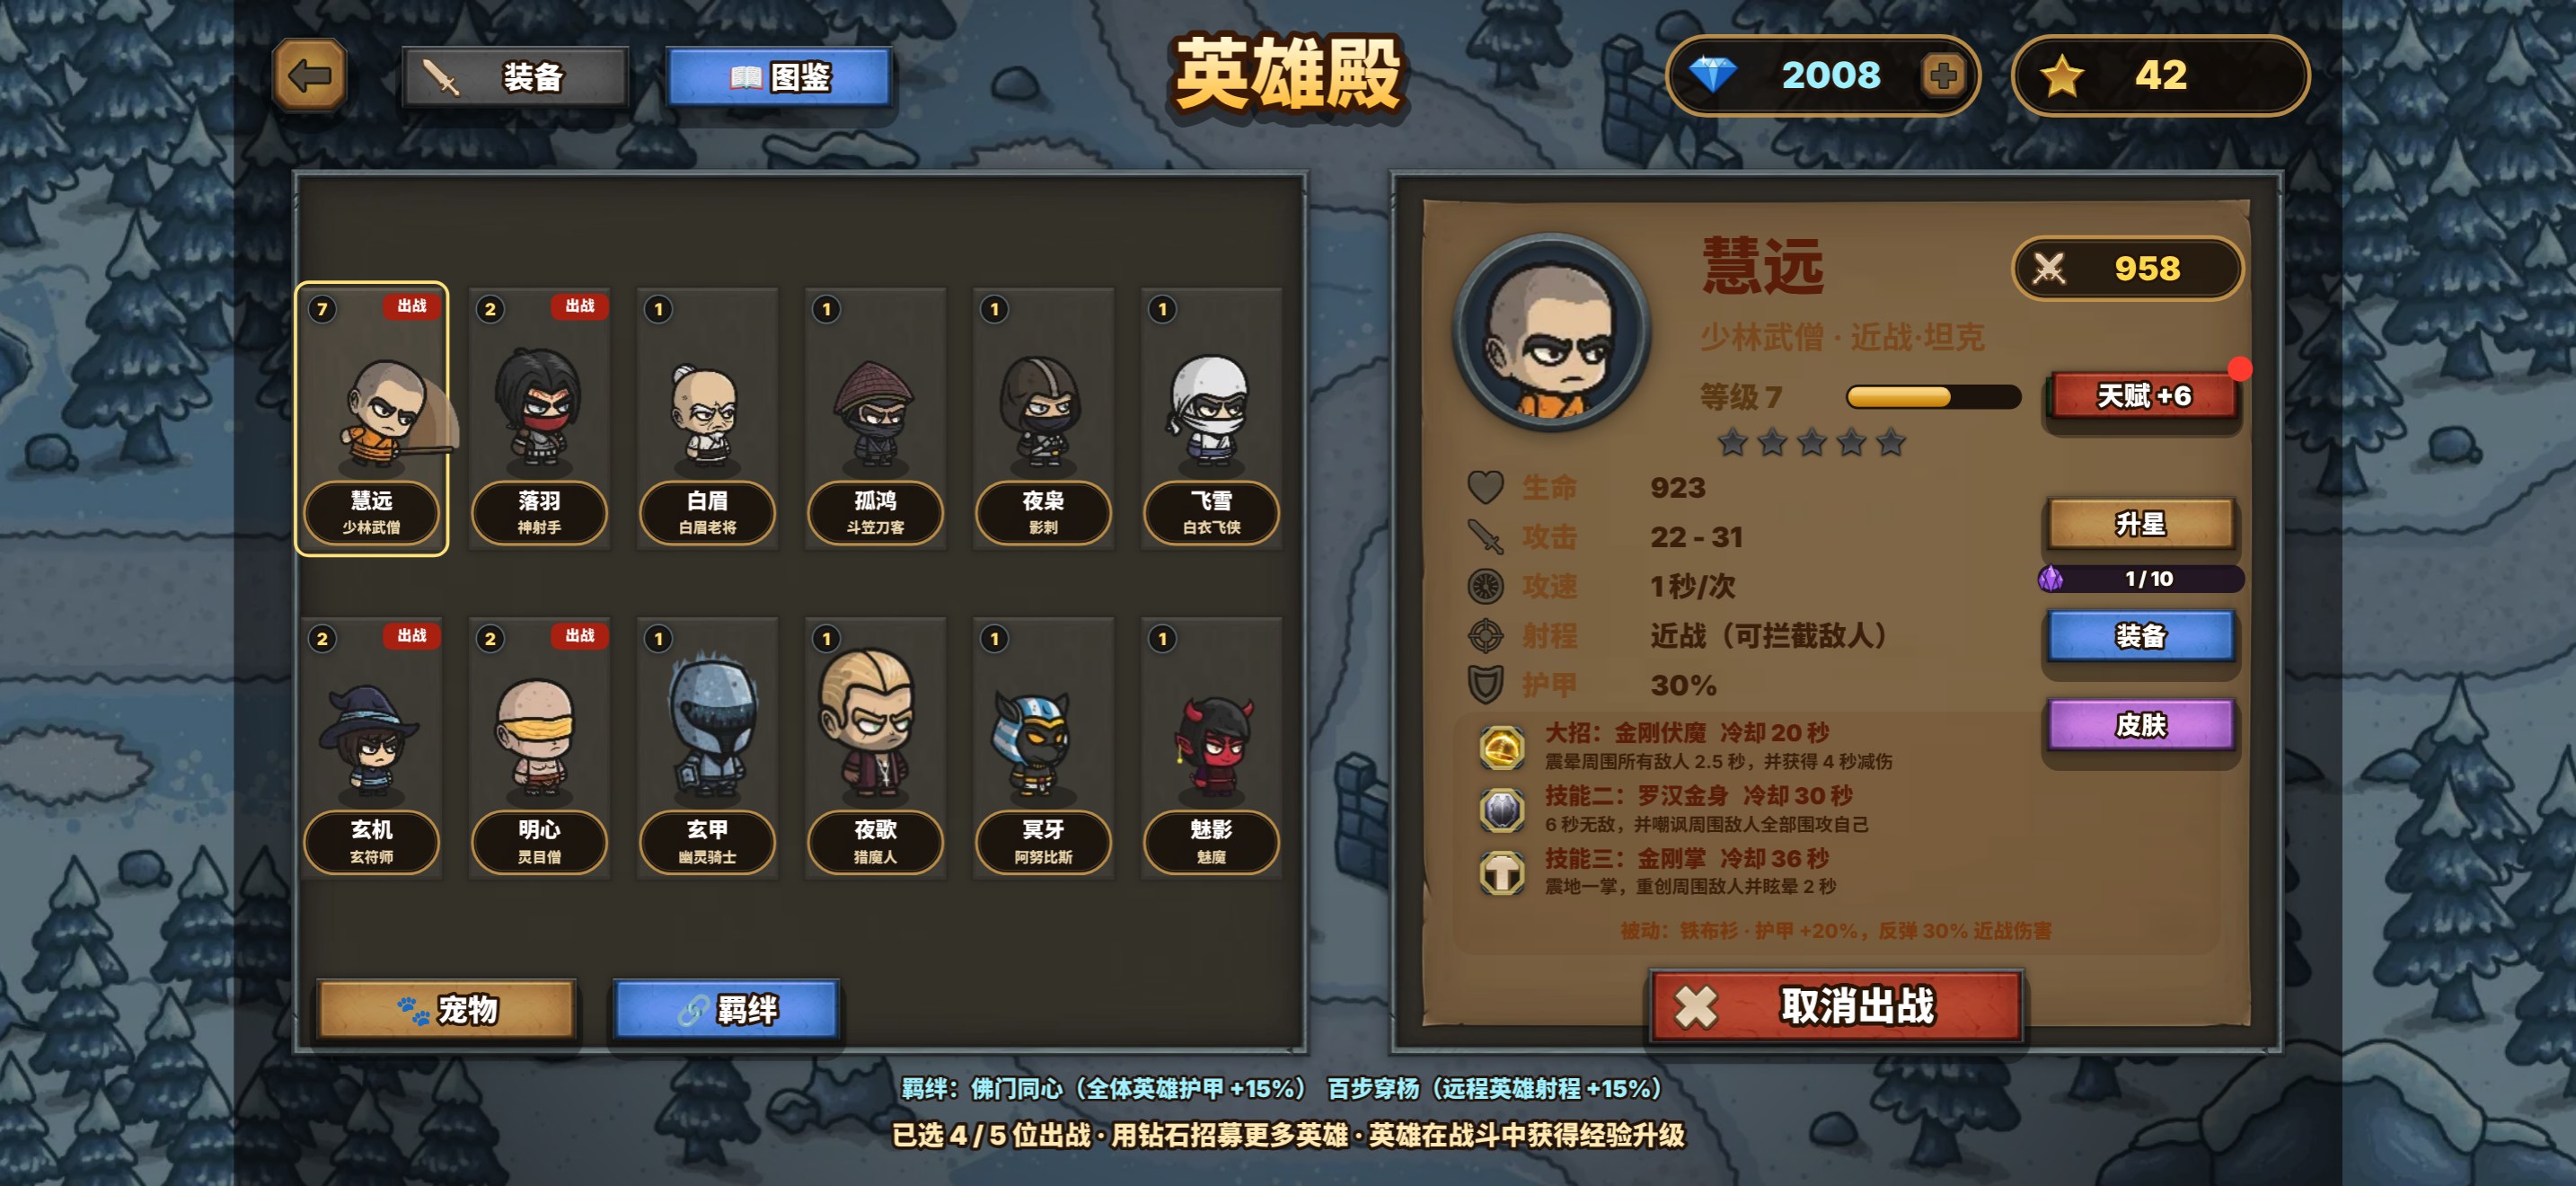 装备
图鉴
英雄殿
2008
42
7
出战
慧远
少林武僧
2
出战
落羽
神射手
1
白眉
白眉老将
1
孤鸿
斗笠刀客
1
夜枭
影刺
1
飞雪
白衣飞侠
2
出战
玄机
玄符师
2
出战
明心
灵目僧
1
玄甲
幽灵骑士
1
夜歌
猎魔人
1
冥牙
阿努比斯
1
魅影
魅魔
宠物
羁绊
慧远
958
少林武僧 · 近战·坦克
等级 7
天赋 +6
生命 923
攻击 22 - 31
攻速 1 秒/次
射程 近战（可拦截敌人）
护甲 30%
升星
1 / 10
装备
皮肤
大招：金刚伏魔 冷却 20 秒
震晕周围所有敌人 2.5 秒，并获得 4 秒减伤
技能二：罗汉金身 冷却 30 秒
6 秒无敌，并嘲讽周围敌人全部围攻自己
技能三：金刚掌 冷却 36 秒
震地一掌，重创周围敌人并眩晕 2 秒
被动：铁布衫 · 护甲 +20%，反弹 30% 近战伤害
取消出战
羁绊：佛门同心（全体英雄护甲 +15%） 百步穿杨（远程英雄射程 +15%）
已选 4 / 5 位出战 · 用钻石招募更多英雄 · 英雄在战斗中获得经验升级